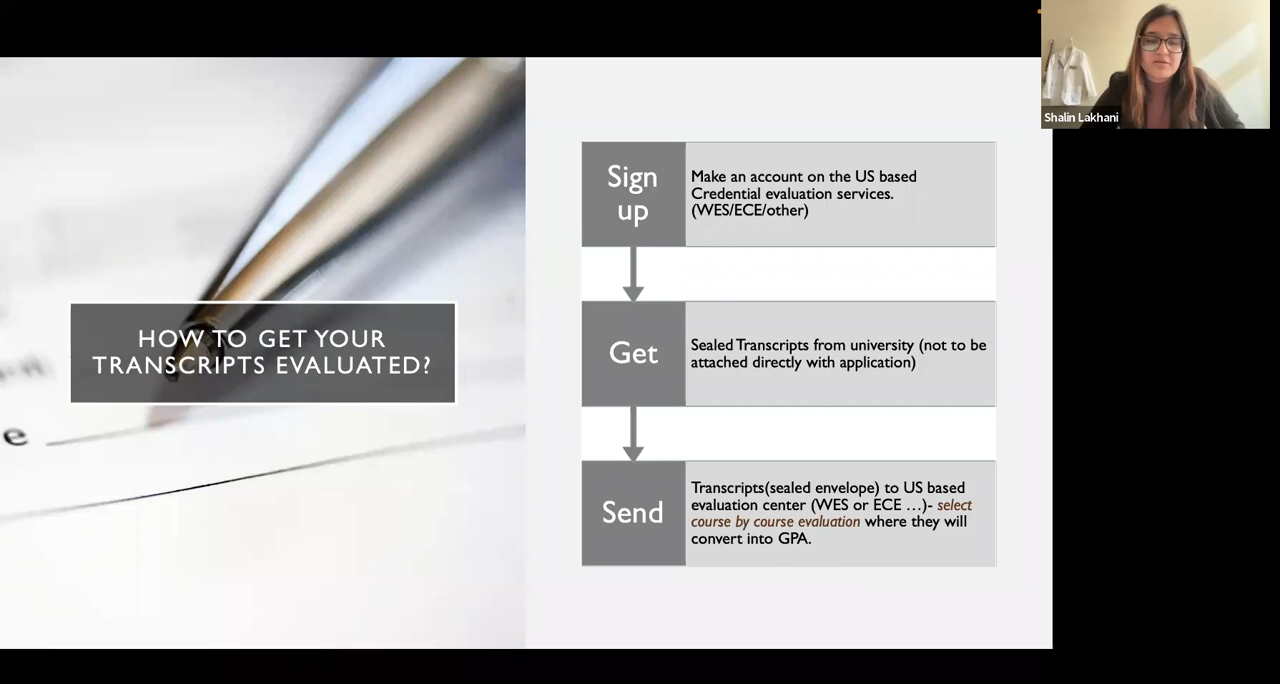 Shalin Lakhani
HOW TO GET YOUR
TRANSCRIPTS EVALUATED?
e
Sign
up
Make an account on the US based
Credential evaluation services.
(WES/ECE/other)
Get
Sealed Transcripts from university (not to be
attached directly with application)
Send
Transcripts(sealed envelope) to US based
evaluation center (WES or ECE ...)- select
course by course evaluation where they will
convert into GPA.